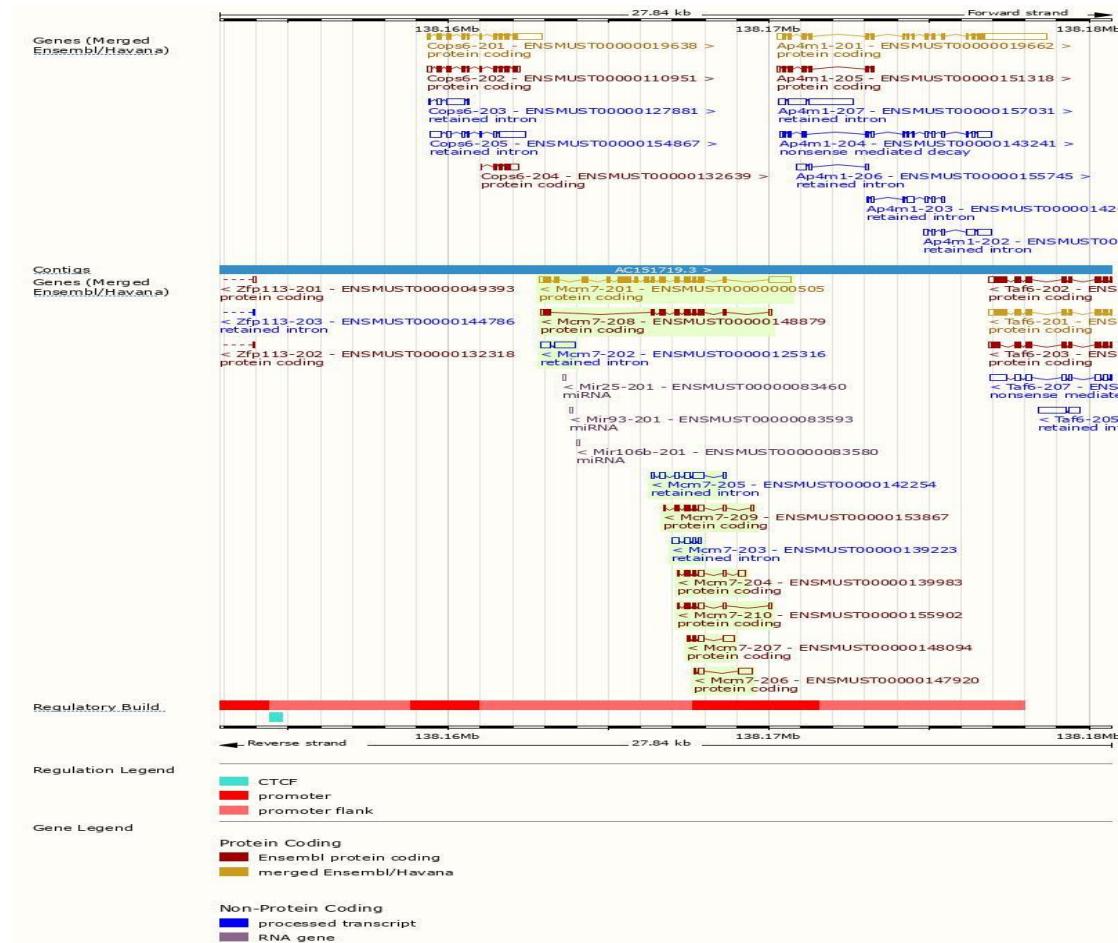 27.84 kb
Forward strand
138.16Mb
138.17Mb
138.18Mb
Genes (Merged
Ensembl/Havana)
Cops6-201 - ENSMUST00000019638 >
protein coding
Ap4m1-201 - ENSMUST00000019662 >
protein coding
Cops6-202 - ENSMUST00000110951 >
protein coding
Ap4m1-205 - ENSMUST00000151318 >
protein coding
Cops6-203 - ENSMUST00000127881 >
retained intron
Ap4m1-207 - ENSMUST00000157031 >
retained intron
Cops6-205 - ENSMUST00000154867 >
retained intron
Ap4m1-204 - ENSMUST00000143241 >
nonsense mediated decay
Cops6-204 - ENSMUST00000132639 >
protein coding
Ap4m1-206 - ENSMUST00000155745 >
retained intron
Ap4m1-203 - ENSMUST00000142
retained intron
Ap4m1-202 - ENSMUST00
retained intron
Contigs
AC151719.3 >
Genes (Merged
Ensembl/Havana)
< Zfp113-201 - ENSMUST00000049393
protein coding
< Mcm7-201 - ENSMUST00000000505
protein coding
< Taf6-202 - ENS
protein coding
< Zfp113-203 - ENSMUST00000144786
retained intron
< Mcm7-208 - ENSMUST00000148879
protein coding
< Taf6-201 - ENS
protein coding
< Zfp113-202 - ENSMUST00000132318
protein coding
< Mcm7-202 - ENSMUST00000125316
retained intron
< Taf6-203 - ENS
protein coding
< Mir25-201 - ENSMUST00000083460
miRNA
< Taf6-207 - ENS
nonsense mediate
< Mir93-201 - ENSMUST00000083593
miRNA
< Taf6-205
retained in
< Mir106b-201 - ENSMUST00000083580
miRNA
< Mcm7-205 - ENSMUST00000142254
retained intron
< Mcm7-209 - ENSMUST00000153867
protein coding
< Mcm7-203 - ENSMUST00000139223
retained intron
< Mcm7-204 - ENSMUST00000139983
protein coding
< Mcm7-210 - ENSMUST00000155902
protein coding
< Mcm7-207 - ENSMUST00000148094
protein coding
< Mcm7-206 - ENSMUST00000147920
protein coding
Regulatory Build
138.16Mb
138.17Mb
138.18Mb
Reverse strand
27.84 kb
Regulation Legend
CTCF
promoter
promoter flank
Gene Legend
Protein Coding
Ensembl protein coding
merged Ensembl/Havana
Non-Protein Coding
processed transcript
RNA gene